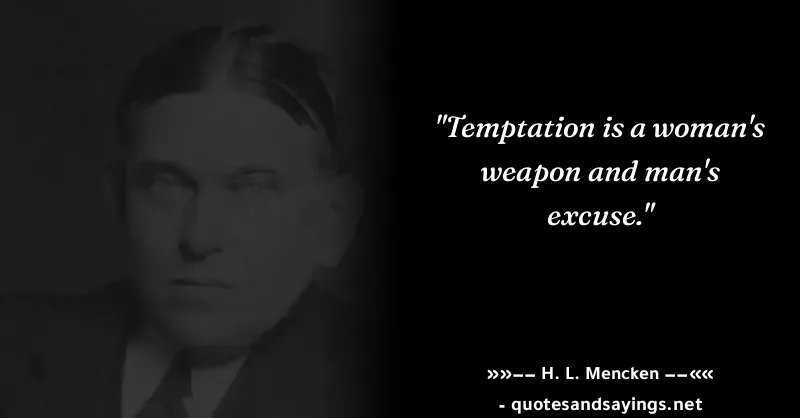 "Temptation is a woman's
weapon and man's
excuse."
»»−− H. L. Mencken −−««
- quotesandsayings.net